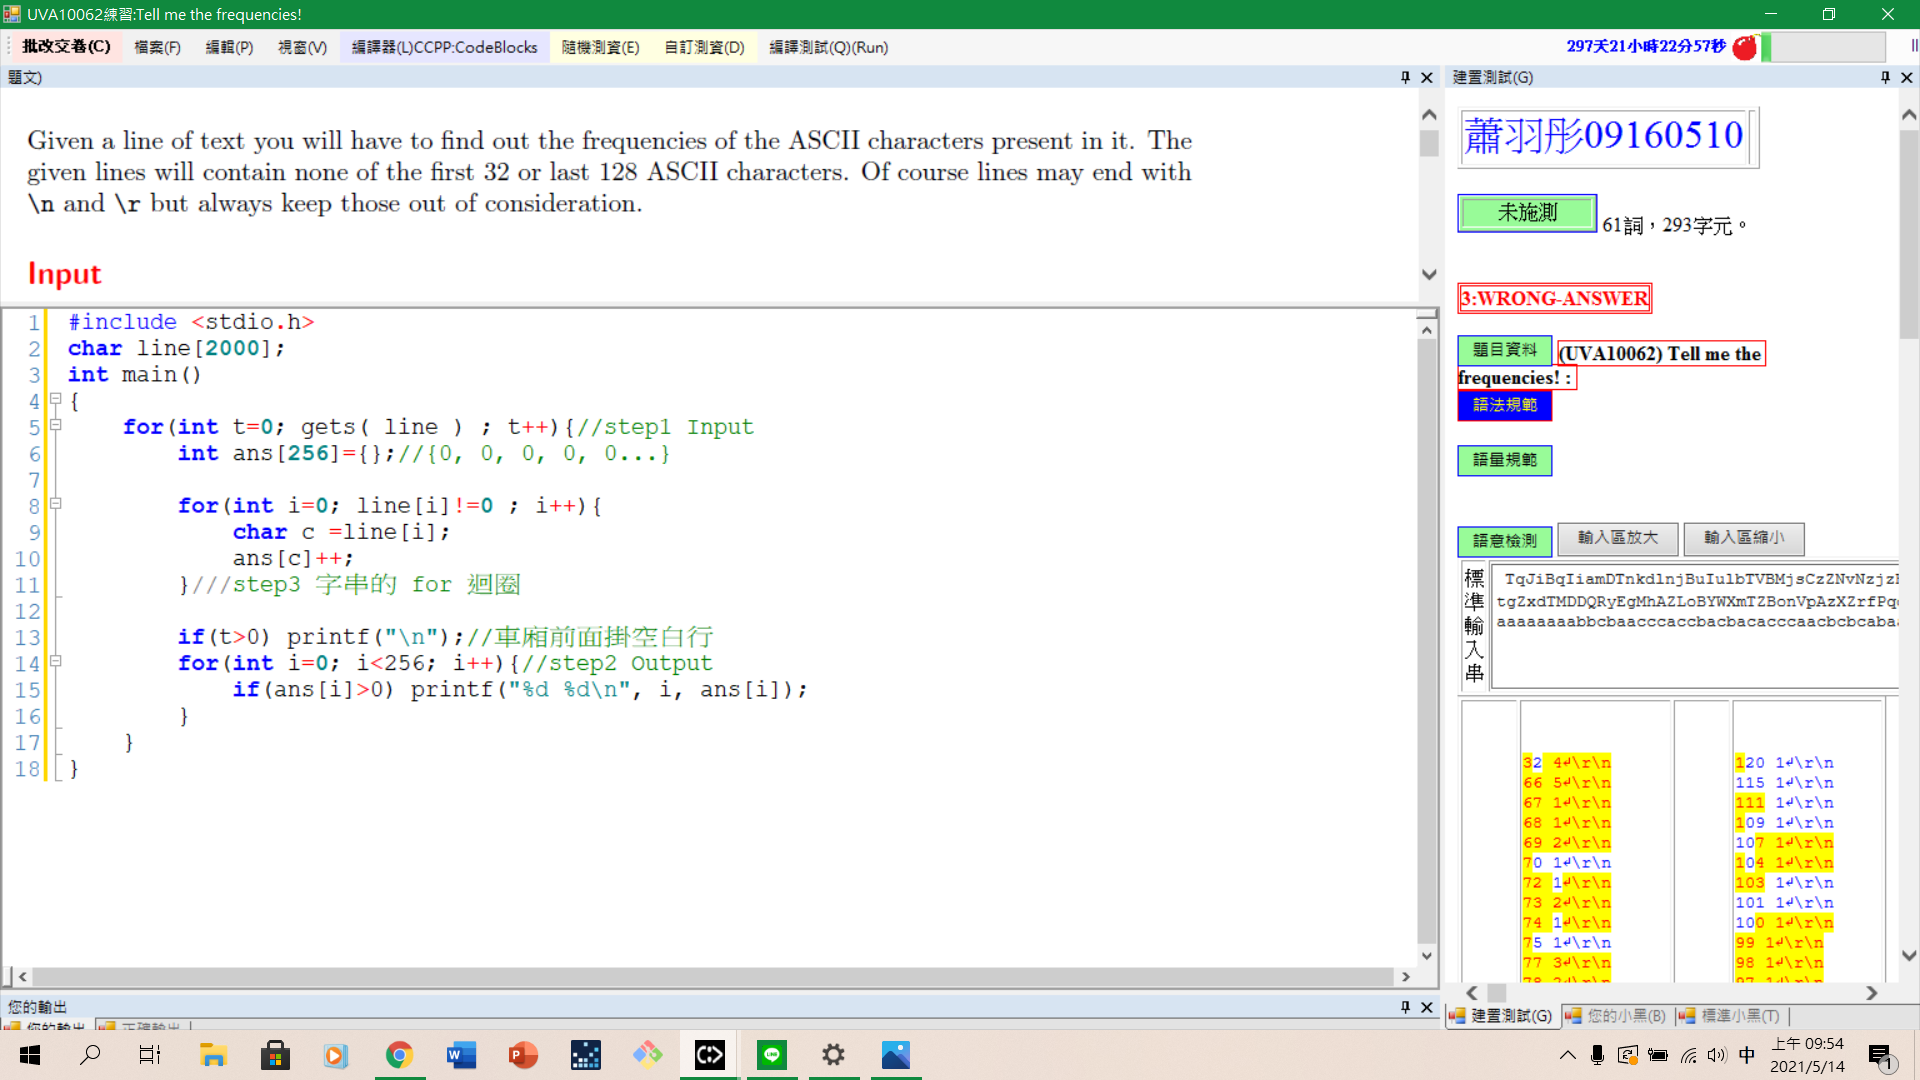 UVA10062練習:Tell me the frequencies!
批改交卷(C) 檔案(F) 編輯(P) 視窗(V) 編譯器(L)CCPP:CodeBlocks 隨機測資(E) 自訂測資(D) 編譯測試(Q)(Run) 297天21小時22分57秒
題文)
Given a line of text you will have to find out the frequencies of the ASCII characters present in it. The
given lines will contain none of the first 32 or last 128 ASCII characters. Of course lines may end with
\n and \r but always keep those out of consideration.
Input
1 #include <stdio.h>
2 char line[2000];
3 int main()
4 {
5 for(int t=0; gets( line ) ; t++){//step1 Input
6 int ans[256]={};//{0, 0, 0, 0, 0...}
7
8 for(int i=0; line[i]!=0 ; i++){
9 char c =line[i];
10 ans[c]++;
11 }///step3 字串的 for 迴圈
12
13 if(t>0) printf("\n");//車廂前面掛空白行
14 for(int i=0; i<256; i++){//step2 Output
15 if(ans[i]>0) printf("%d %d\n", i, ans[i]);
16 }
17 }
18 }
您的輸出
您的輸出 正確輸出
建置測試(G)
蕭羽彤09160510
未施測 61詞，293字元。
3:WRONG-ANSWER
題目資料 (UVA10062) Tell me the
frequencies! :
語法規範
語量規範
語意檢測 輸入區放大 輸入區縮小
標準輸入串
TqJiBqIiamDTnkdlnjBuIulbTVBMjsCzZNvNzjz
tgZxdTMDDQRyEgMhAZLoBYWXmTZBonVpAzXZrfPq
aaaaaaaabbcbaacccaccbacbacacccaacbcbcaba
32 4↲\r\n 120 1↲\r\n
66 5↲\r\n 115 1↲\r\n
67 1↲\r\n 111 1↲\r\n
68 1↲\r\n 109 1↲\r\n
69 2↲\r\n 107 1↲\r\n
70 1↲\r\n 104 1↲\r\n
72 1↲\r\n 103 1↲\r\n
73 2↲\r\n 101 1↲\r\n
74 1↲\r\n 100 1↲\r\n
75 1↲\r\n 99 1↲\r\n
77 3↲\r\n 98 1↲\r\n
建置測試(G) 您的小黑(B) 標準小黑(T)
中 上午 09:54
2021/5/14
1